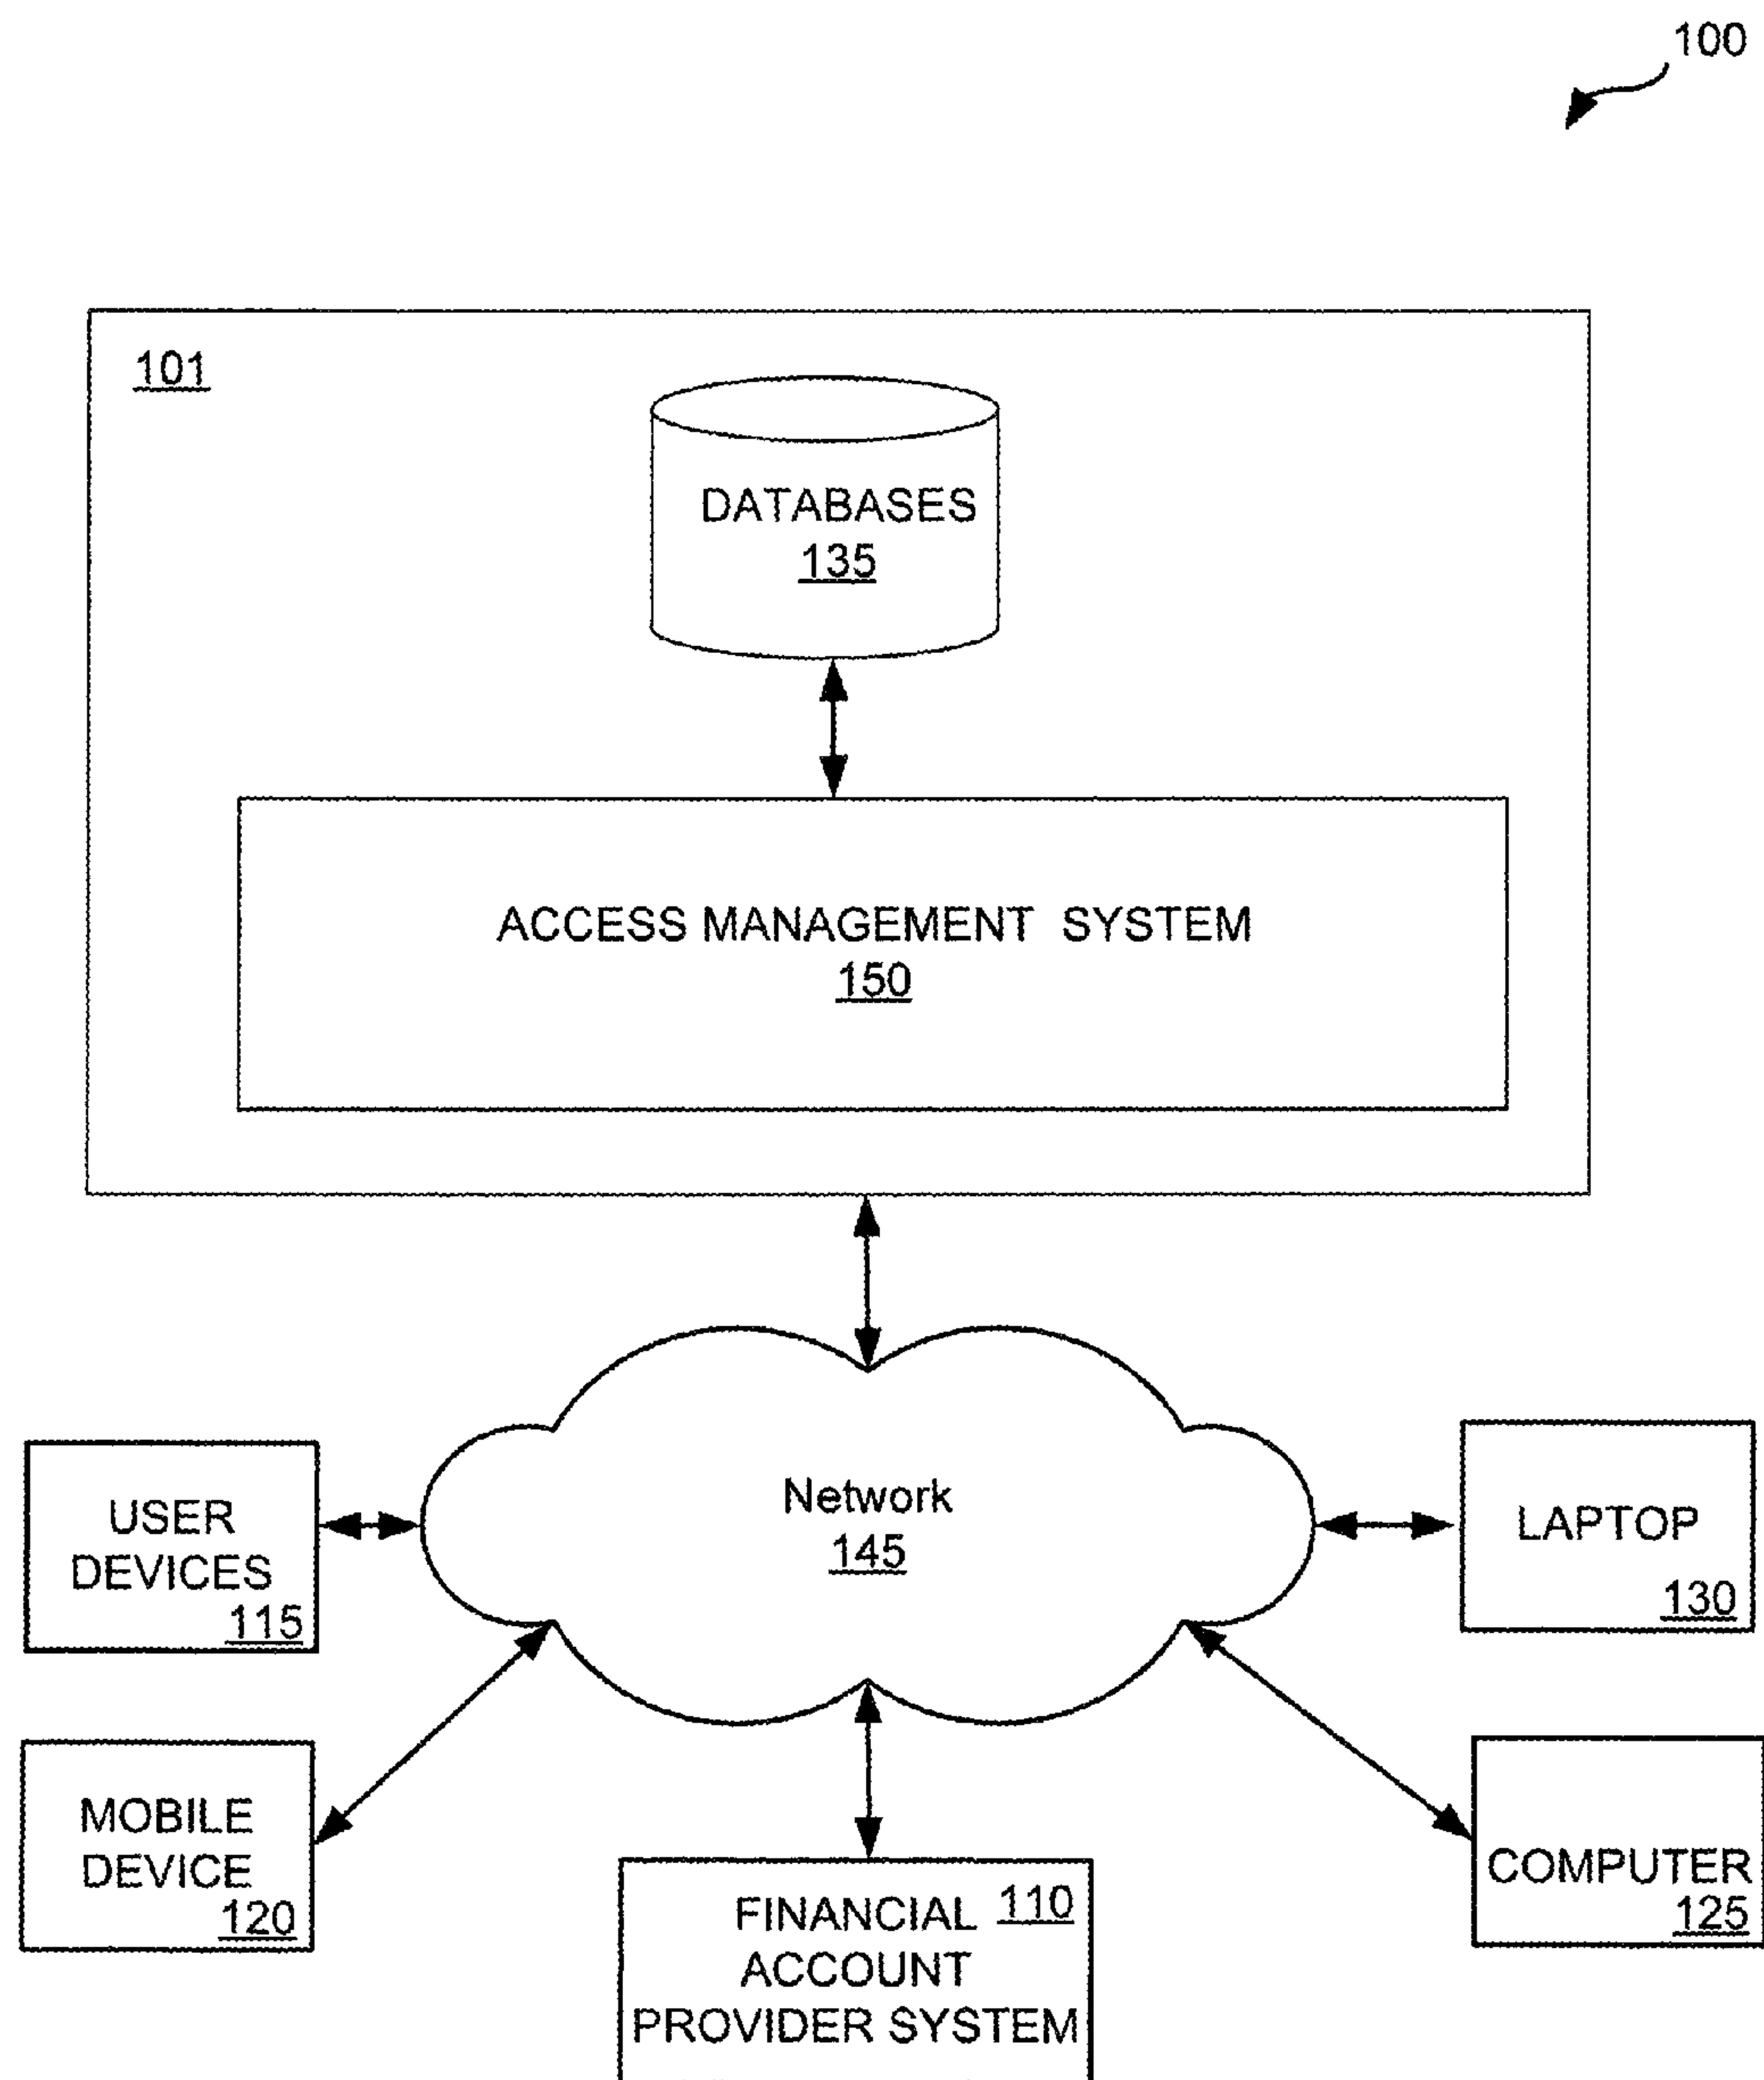 100
101
DATABASES
135
ACCESS MANAGEMENT SYSTEM
150
Network
145
USER
DEVICES
115
LAPTOP
130
MOBILE
DEVICE
120
COMPUTER
125
FINANCIAL 110
ACCOUNT
PROVIDER SYSTEM